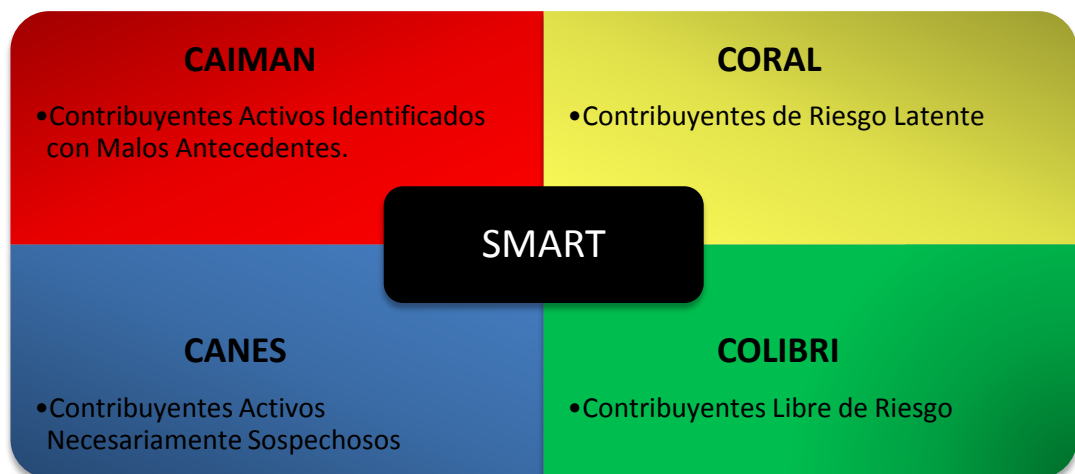 CAIMAN
•Contribuyentes Activos Identificados
con Malos Antecedentes.
CORAL
•Contribuyentes de Riesgo Latente
SMART
CANES
•Contribuyentes Activos
Necesariamente Sospechosos
COLIBRI
•Contribuyentes Libre de Riesgo